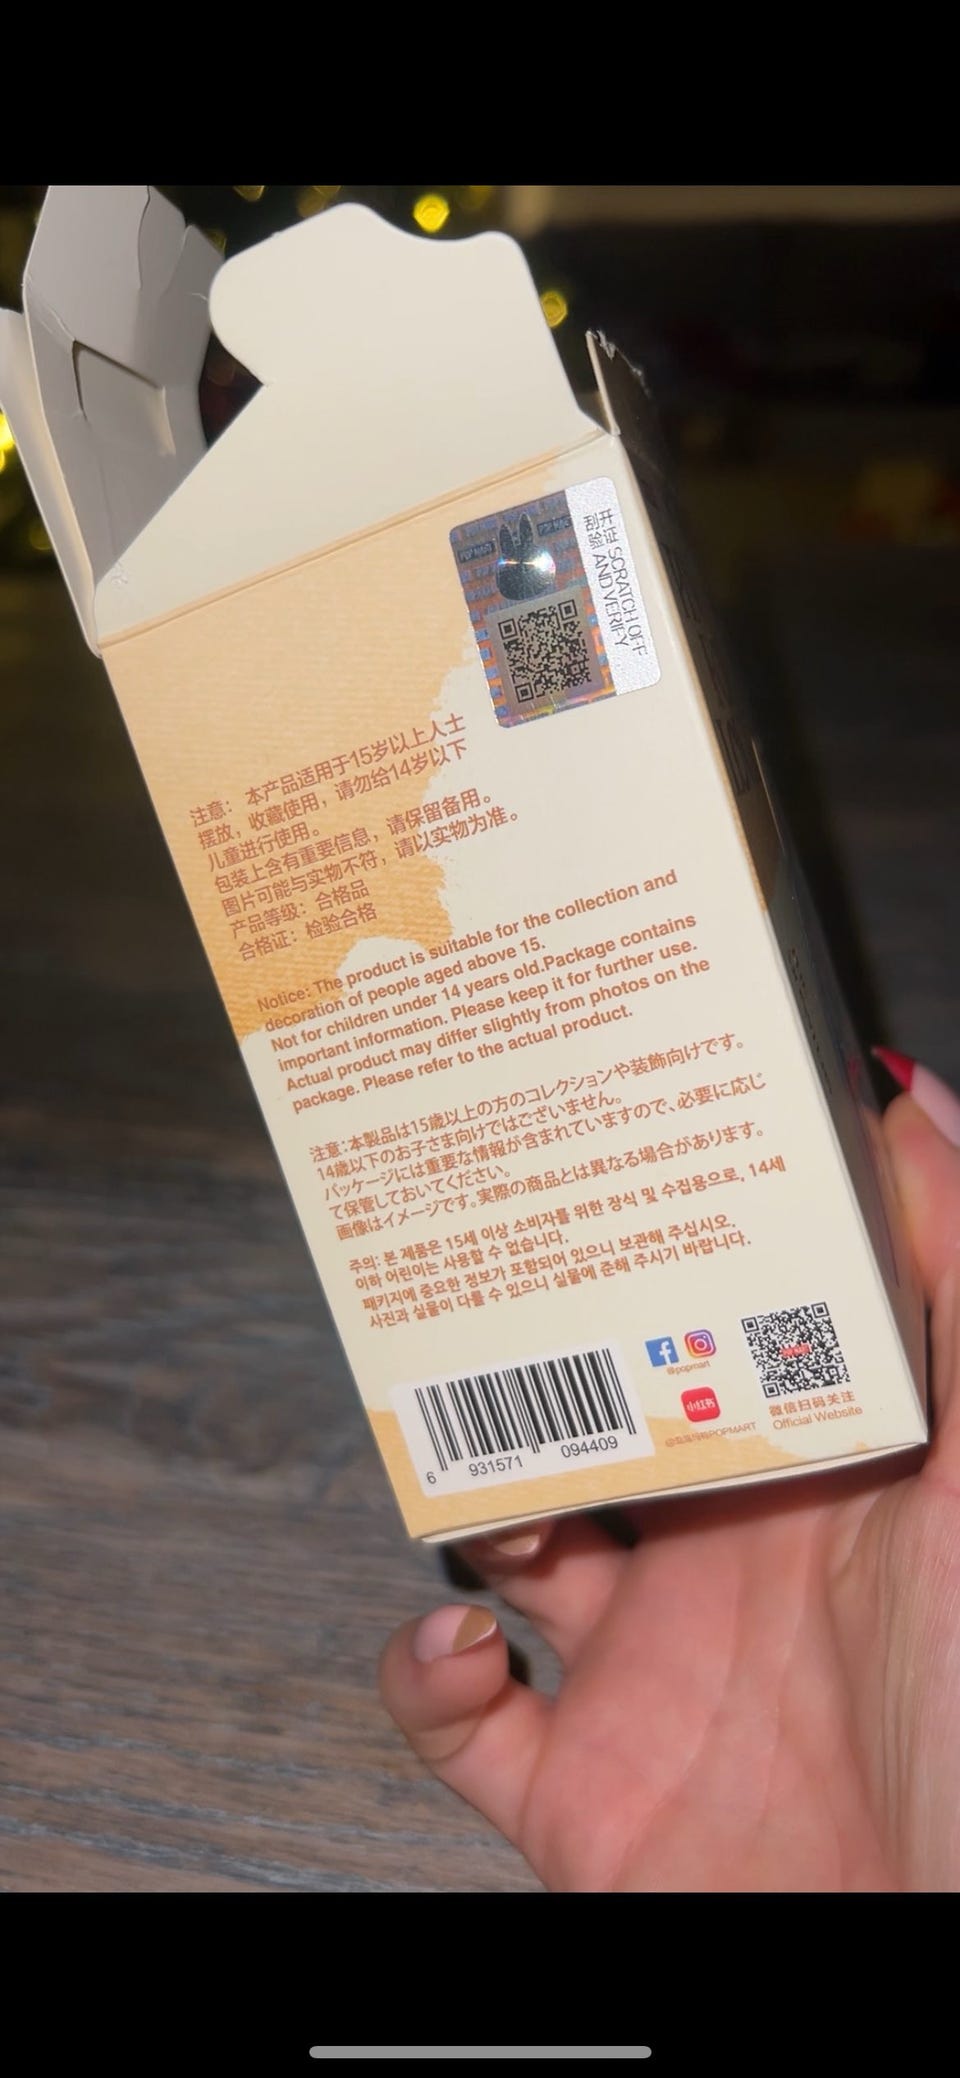 POP MART
POP MART
开涂 SCRATCH OFF
刮验 AND VERIFY
注意：本产品适用于15岁以上人士
摆放，收藏使用，请勿给14岁以下
儿童进行使用。
包装上含有重要信息，请保留备用。
图片可能与实物不符，请以实物为准。
产品等级：合格品
合格证：检验合格
Notice: The product is suitable for the collection and
decoration of people aged above 15.
Not for children under 14 years old.Package contains
important information. Please keep it for further use.
Actual product may differ slightly from photos on the
package. Please refer to the actual product.
注意：本製品は15歳以上の方のコレクションや装飾向けです。
14歳以下のお子さま向けではございません。
パッケージには重要な情報が含まれていますので、必要に応じ
て保管しておいてください。
画像はイメージです。実際の商品とは異なる場合があります。
주의: 본 제품은 15세 이상 소비자를 위한 장식 및 수집용으로, 14세
이하 어린이는 사용할 수 없습니다.
패키지에 중요한 정보가 포함되어 있으니 보관해 주십시오.
사진과 실물이 다를 수 있으니 실물에 준해 주시기 바랍니다.
6 931571 094409
@popmart
小红书
@泡泡玛特POPMART
微信扫码关注
Official Website